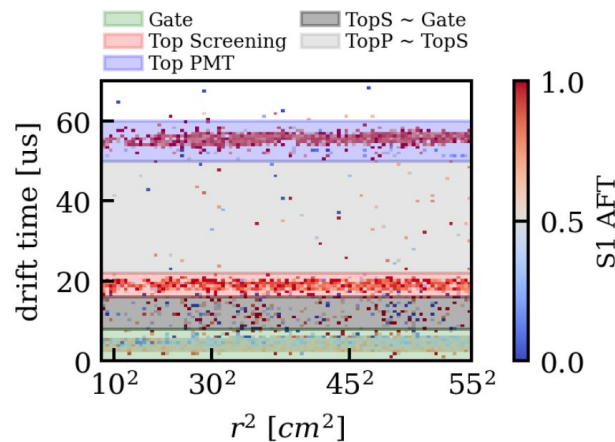 Gate
Top Screening
Top PMT
TopS ~ Gate
TopP ~ TopS
drift time [us]
60
40
20
0
10²
30²
45²
55²
r² [cm²]
1.0
0.5
0.0
S1 AFT